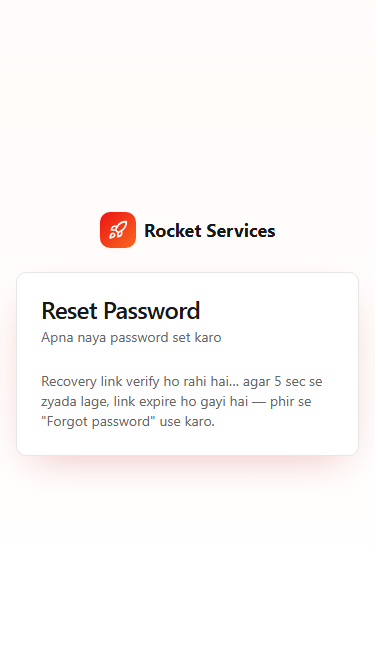 Rocket Services
Reset Password
Apna naya password set karo
Recovery link verify ho rahi hai... agar 5 sec se
zyada lage, link expire ho gayi hai — phir se
"Forgot password" use karo.